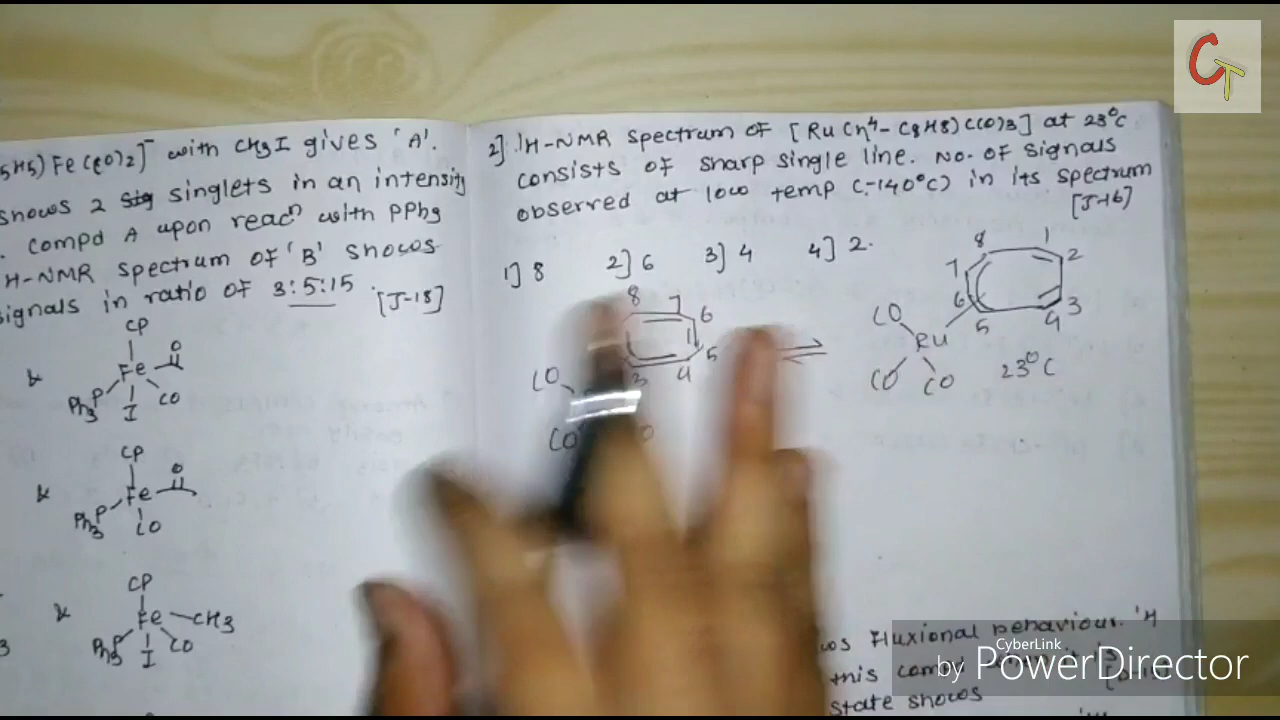 5H5)Fe(CO)2]⁻ with CH3I gives 'A'.
shows 2 singlets in an intensity
. Compd A upon reacn with PPh3
H-NMR spectrum of 'B' shows
signals in ratio of 3:5:15
[J-18]
CP
Fe
O
Ph3P
I
CO
CP
Fe
O
Ph3P
CO
CP
Fe
CH3
Ph3P
I
CO
3
2] ¹H-NMR spectrum of [Ru(η⁴-C8H8)(CO)3] at 23°C
consists of sharp single line. No. of signals
observed at low temp (-140°C) in its spectrum
[J-16]
1] 8 2] 6 3] 4 4] 2.
8 7 6 5 4 3
CO
CO
⇌
8 1 2 3 4 5 6 7
CO
Ru
CO CO
23°C
Fluxional behaviour. 'H
this
state shows
CT
CyberLink
by PowerDirector